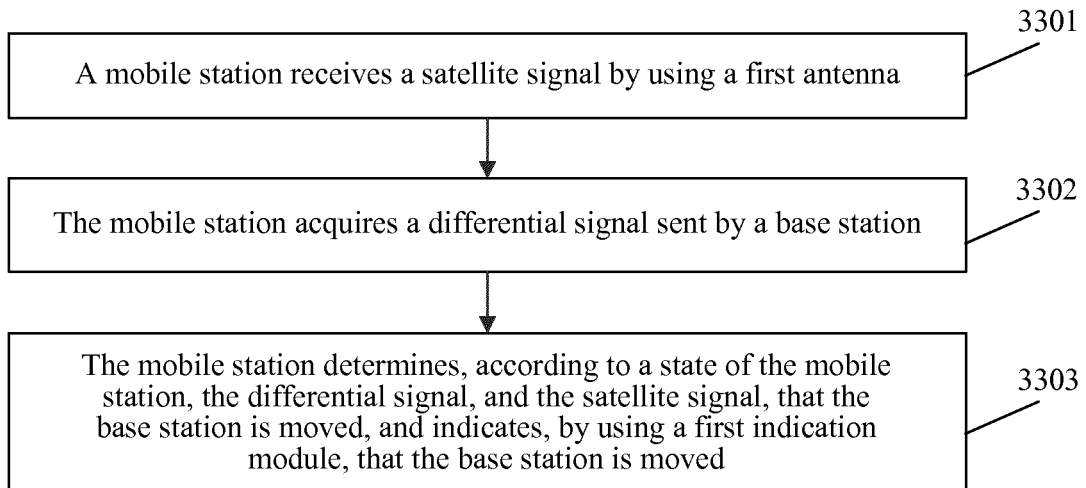 3301
A mobile station receives a satellite signal by using a first antenna
3302
The mobile station acquires a differential signal sent by a base station
3303
The mobile station determines, according to a state of the mobile
station, the differential signal, and the satellite signal, that the
base station is moved, and indicates, by using a first indication
module, that the base station is moved